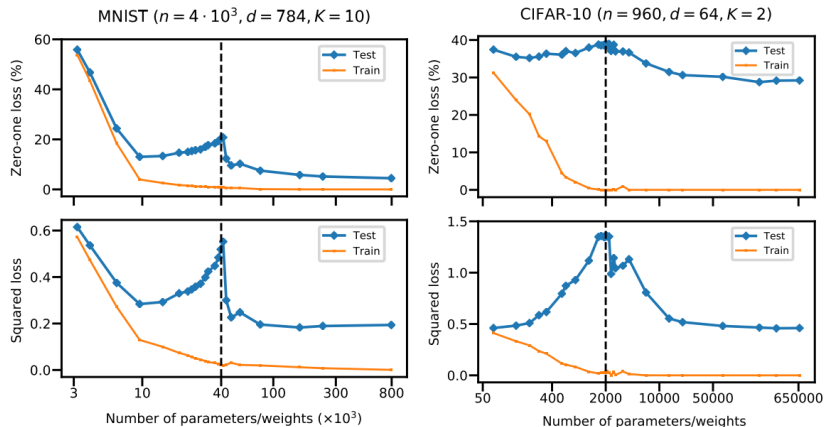 MNIST (n = 4 · 10³, d = 784, K = 10)
CIFAR-10 (n = 960, d = 64, K = 2)
Zero-one loss (%)
60
40
20
0
Test
Train
Zero-one loss (%)
40
30
20
10
0
Test
Train
Squared loss
0.6
0.4
0.2
0.0
Test
Train
3 10 40 100 300 800
Number of parameters/weights (×10³)
Squared loss
1.5
1.0
0.5
0.0
Test
Train
50 400 2000 10000 50000 650000
Number of parameters/weights